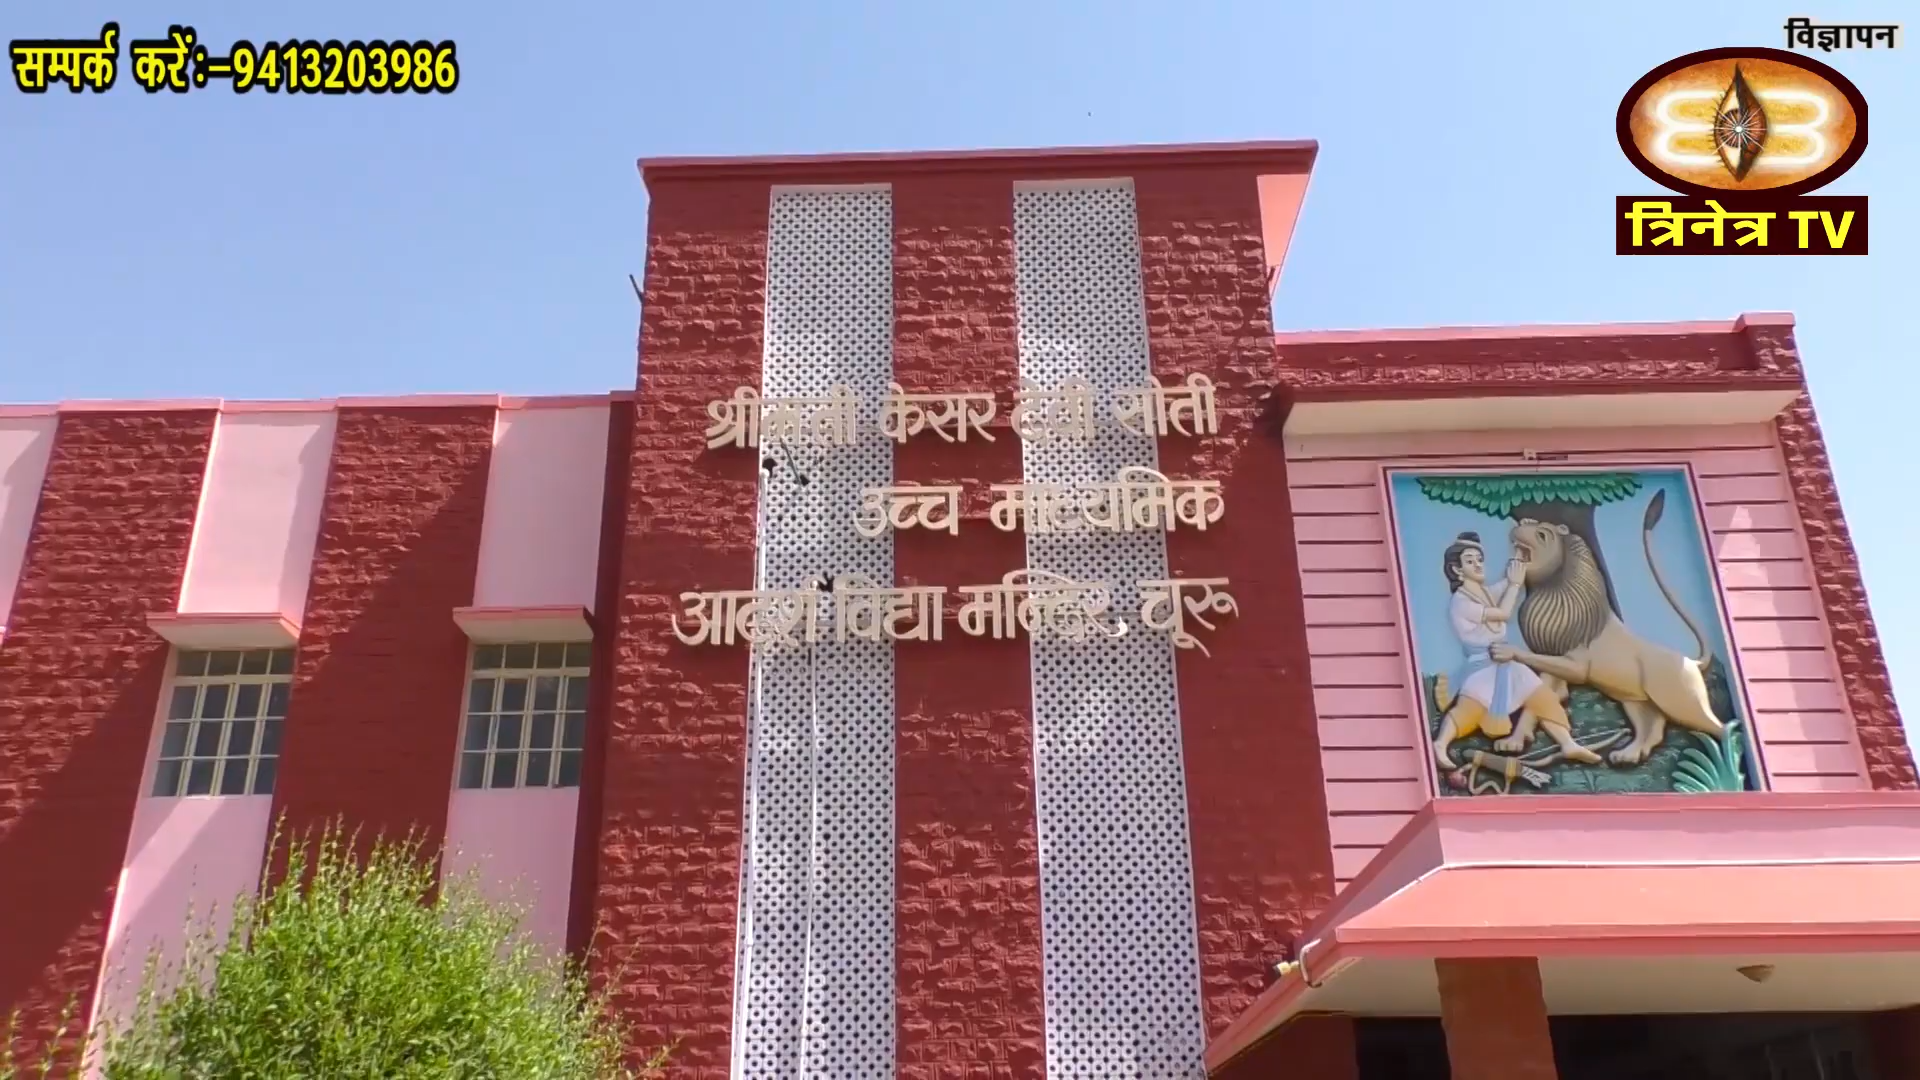 सम्पर्क करें:-9413203986
विज्ञापन
त्रिनेत्र TV
श्रीमती केसर देवी सोती
उच्च माध्यमिक
आदर्श विद्या मन्दिर चूरू